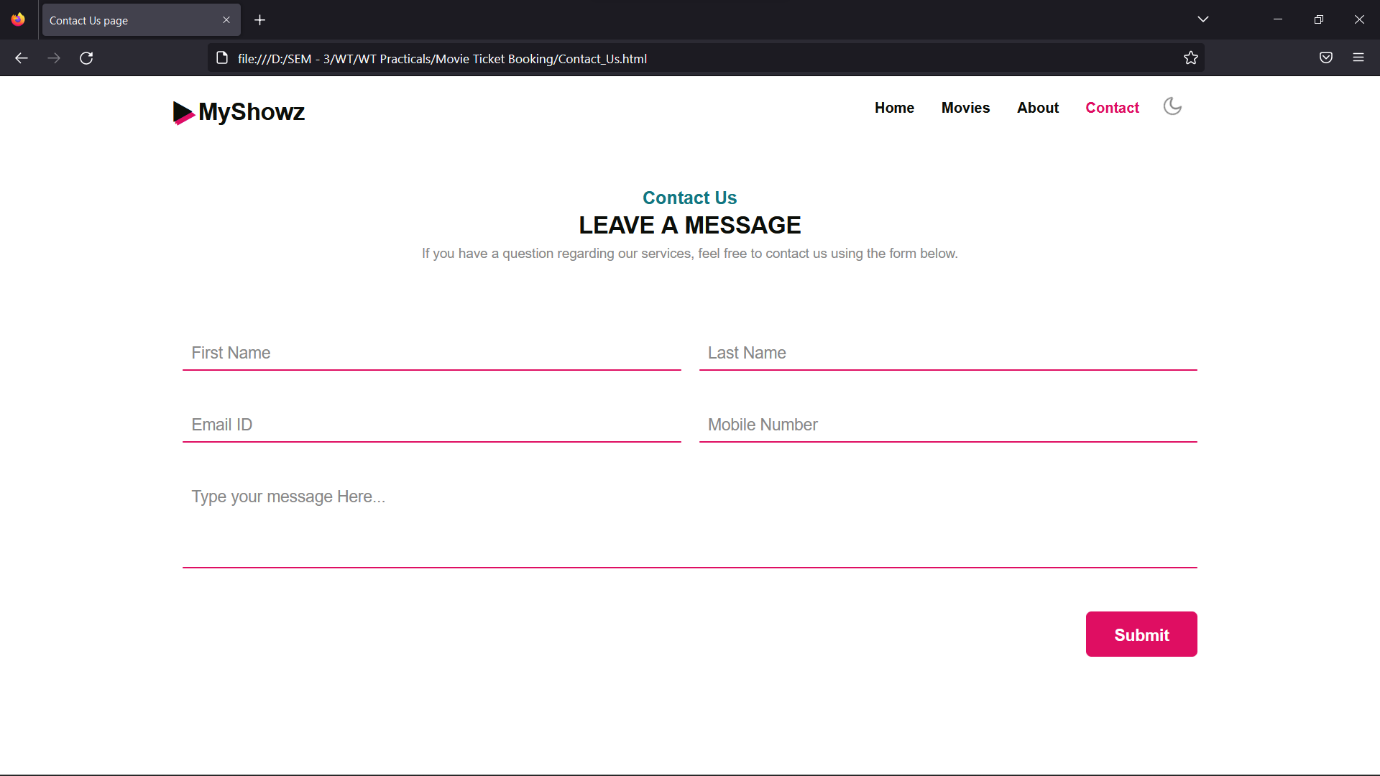 Contact Us page
file:///D:/SEM - 3/WT/WT Practicals/Movie Ticket Booking/Contact_Us.html
MyShowz
Home Movies About Contact
Contact Us
LEAVE A MESSAGE
If you have a question regarding our services, feel free to contact us using the form below.
First Name Last Name
Email ID Mobile Number
Type your message Here...
Submit